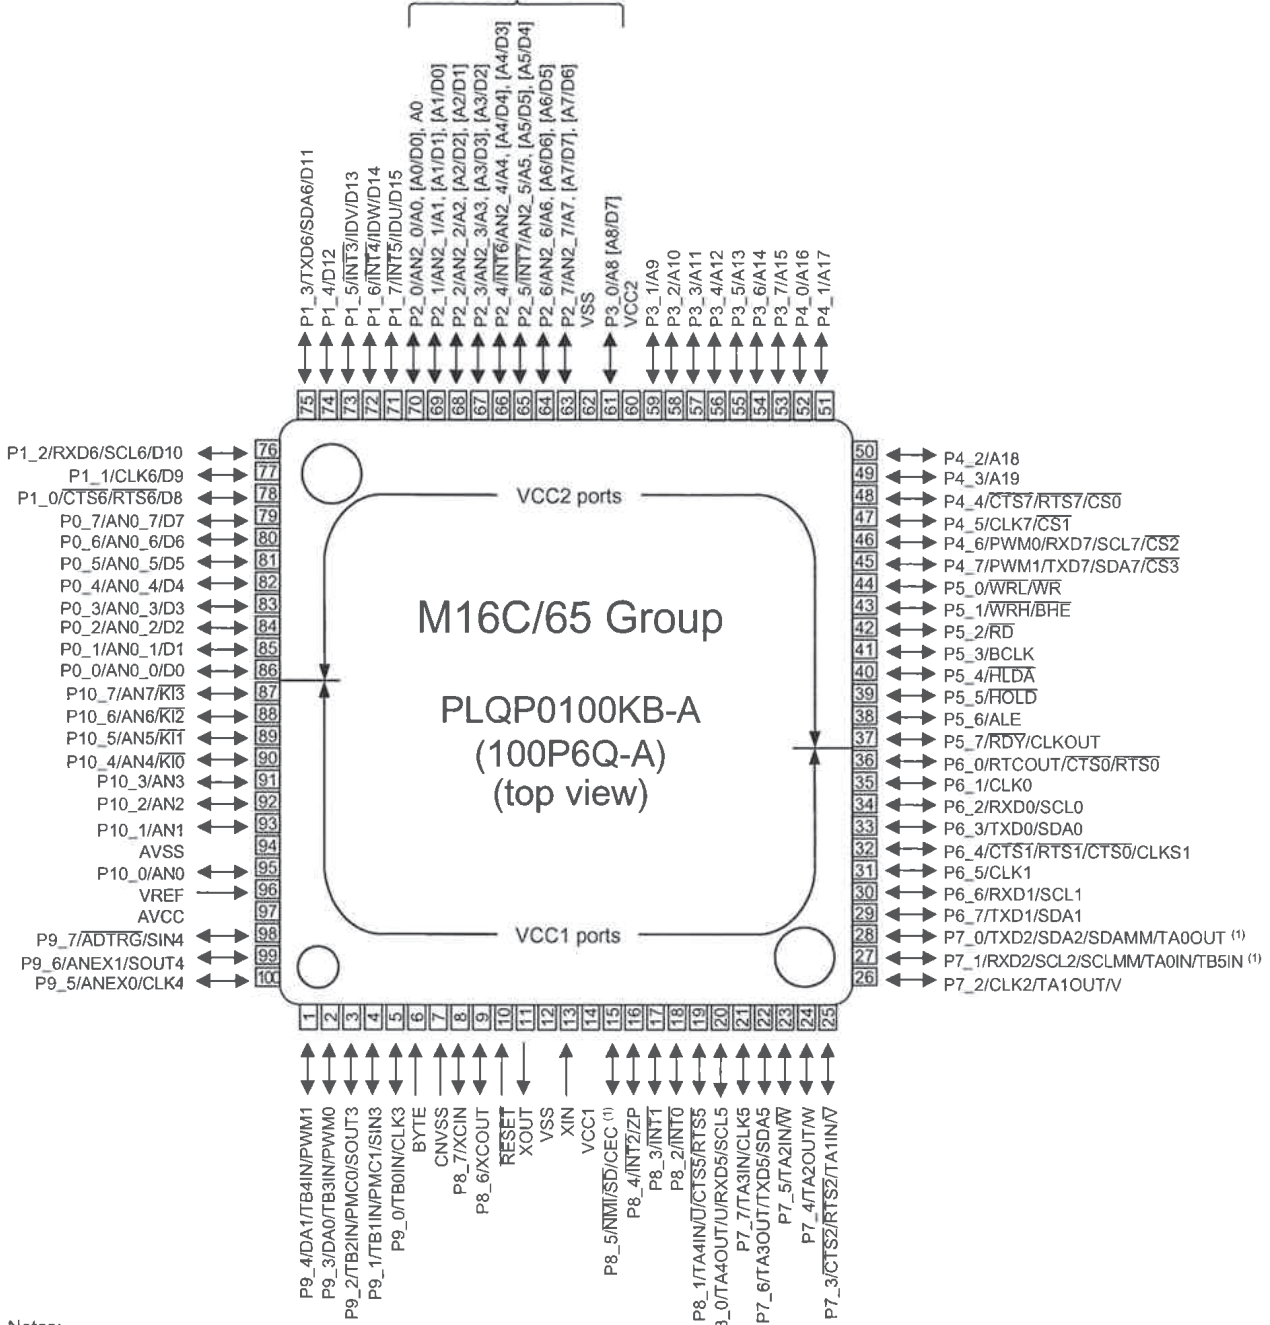 P1_3/TXD6/SDA6/D11
P1_4/D12
P1_5/INT3/IDV/D13
P1_6/INT4/IDW/D14
P1_7/INT5/IDU/D15
P2_0/AN2_0/A0, [A0/D0], A0
P2_1/AN2_1/A1, [A1/D1], [A1/D0]
P2_2/AN2_2/A2, [A2/D2], [A2/D1]
P2_3/AN2_3/A3, [A3/D3], [A3/D2]
P2_4/INT6/AN2_4/A4, [A4/D4], [A4/D3]
P2_5/INT7/AN2_5/A5, [A5/D5], [A5/D4]
P2_6/AN2_6/A6, [A6/D6], [A6/D5]
P2_7/AN2_7/A7, [A7/D7], [A7/D6]
VSS
P3_0/A8 [A8/D7]
VCC2
P3_1/A9
P3_2/A10
P3_3/A11
P3_4/A12
P3_5/A13
P3_6/A14
P3_7/A15
P4_0/A16
P4_1/A17
75 74 73 72 71 70 69 68 67 66 65 64 63 62 61 60 59 58 57 56 55 54 53 52 51
P1_2/RXD6/SCL6/D10 76
P1_1/CLK6/D9 77
P1_0/CTS6/RTS6/D8 78
P0_7/AN0_7/D7 79
P0_6/AN0_6/D6 80
P0_5/AN0_5/D5 81
P0_4/AN0_4/D4 82
P0_3/AN0_3/D3 83
P0_2/AN0_2/D2 84
P0_1/AN0_1/D1 85
P0_0/AN0_0/D0 86
P10_7/AN7/KI3 87
P10_6/AN6/KI2 88
P10_5/AN5/KI1 89
P10_4/AN4/KI0 90
P10_3/AN3 91
P10_2/AN2 92
P10_1/AN1 93
AVSS 94
P10_0/AN0 95
VREF 96
AVCC 97
P9_7/ADTRG/SIN4 98
P9_6/ANEX1/SOUT4 99
P9_5/ANEX0/CLK4 100
VCC2 ports
M16C/65 Group
PLQP0100KB-A
(100P6Q-A)
(top view)
VCC1 ports
50 P4_2/A18
49 P4_3/A19
48 P4_4/CTS7/RTS7/CS0
47 P4_5/CLK7/CS1
46 P4_6/PWM0/RXD7/SCL7/CS2
45 P4_7/PWM1/TXD7/SDA7/CS3
44 P5_0/WRL/WR
43 P5_1/WRH/BHE
42 P5_2/RD
41 P5_3/BCLK
40 P5_4/HLDA
39 P5_5/HOLD
38 P5_6/ALE
37 P5_7/RDY/CLKOUT
36 P6_0/RTCOUT/CTS0/RTS0
35 P6_1/CLK0
34 P6_2/RXD0/SCL0
33 P6_3/TXD0/SDA0
32 P6_4/CTS1/RTS1/CTS0/CLKS1
31 P6_5/CLK1
30 P6_6/RXD1/SCL1
29 P6_7/TXD1/SDA1
28 P7_0/TXD2/SDA2/SDAMM/TA0OUT (1)
27 P7_1/RXD2/SCL2/SCLMM/TA0IN/TB5IN (1)
26 P7_2/CLK2/TA1OUT/V
1 2 3 4 5 6 7 8 9 10 11 12 13 14 15 16 17 18 19 20 21 22 23 24 25
P9_4/DA1/TB4IN/PWM1
P9_3/DA0/TB3IN/PWM0
P9_2/TB2IN/PMC0/SOUT3
P9_1/TB1IN/PMC1/SIN3
P9_0/TB0IN/CLK3
BYTE
CNVSS
P8_7/XCIN
P8_6/XCOUT
RESET
XOUT
VSS
XIN
VCC1
P8_5/NMI/SD/CEC (1)
P8_4/INT2/ZP
P8_3/INT1
P8_2/INT0
P8_1/TA4IN/U/CTS5/RTS5
_0/TA4OUT/U/RXD5/SCL5
P7_7/TA3IN/CLK5
P7_6/TA3OUT/TXD5/SDA5
P7_5/TA2IN/W
P7_4/TA2OUT/W
P7_3/CTS2/RTS2/TA1IN/V